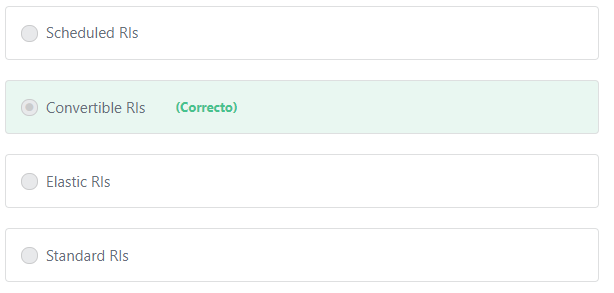 Scheduled RIs
Convertible RIs (Correcto)
Elastic RIs
Standard RIs